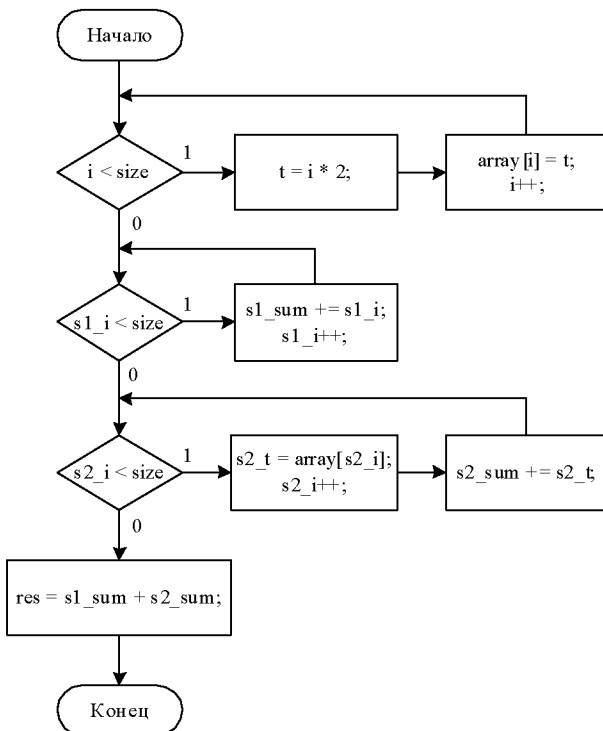 Начало
i < size
1
t = i * 2;
array[i] = t;
i++;
0
s1_i < size
1
s1_sum += s1_i;
s1_i++;
0
s2_i < size
1
s2_t = array[s2_i];
s2_i++;
s2_sum += s2_t;
0
res = s1_sum + s2_sum;
Конец